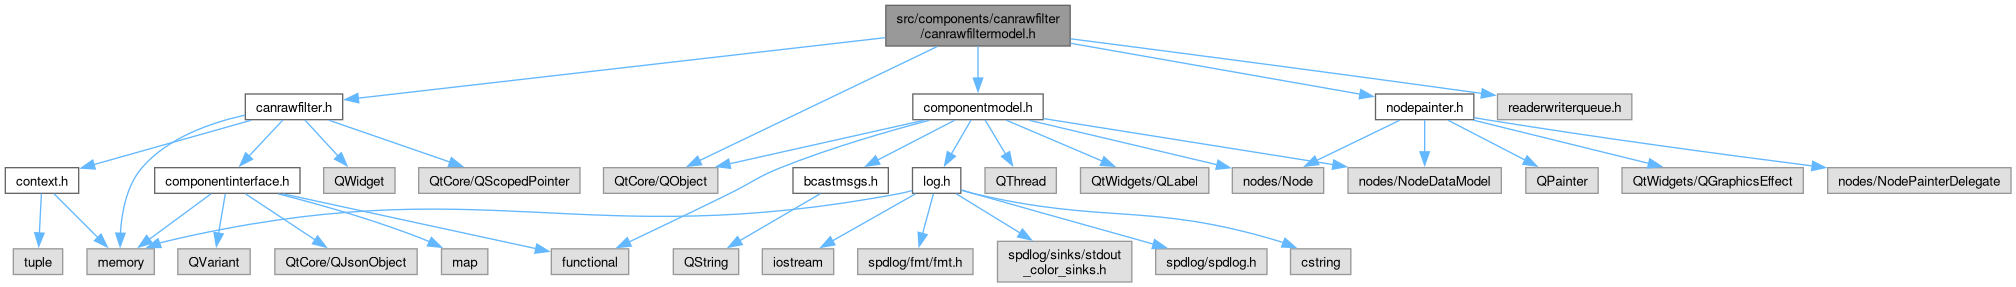 src/components/canrawfilter
/canrawfiltermodel.h
canrawfilter.h
componentmodel.h
nodepainter.h
readerwriterqueue.h
context.h
componentinterface.h
QWidget
QtCore/QScopedPointer
QtCore/QObject
bcastmsgs.h
log.h
QThread
QtWidgets/QLabel
nodes/Node
nodes/NodeDataModel
QPainter
QtWidgets/QGraphicsEffect
nodes/NodePainterDelegate
tuple
memory
QVariant
QtCore/QJsonObject
map
functional
QString
iostream
spdlog/fmt/fmt.h
spdlog/sinks/stdout
_color_sinks.h
spdlog/spdlog.h
cstring